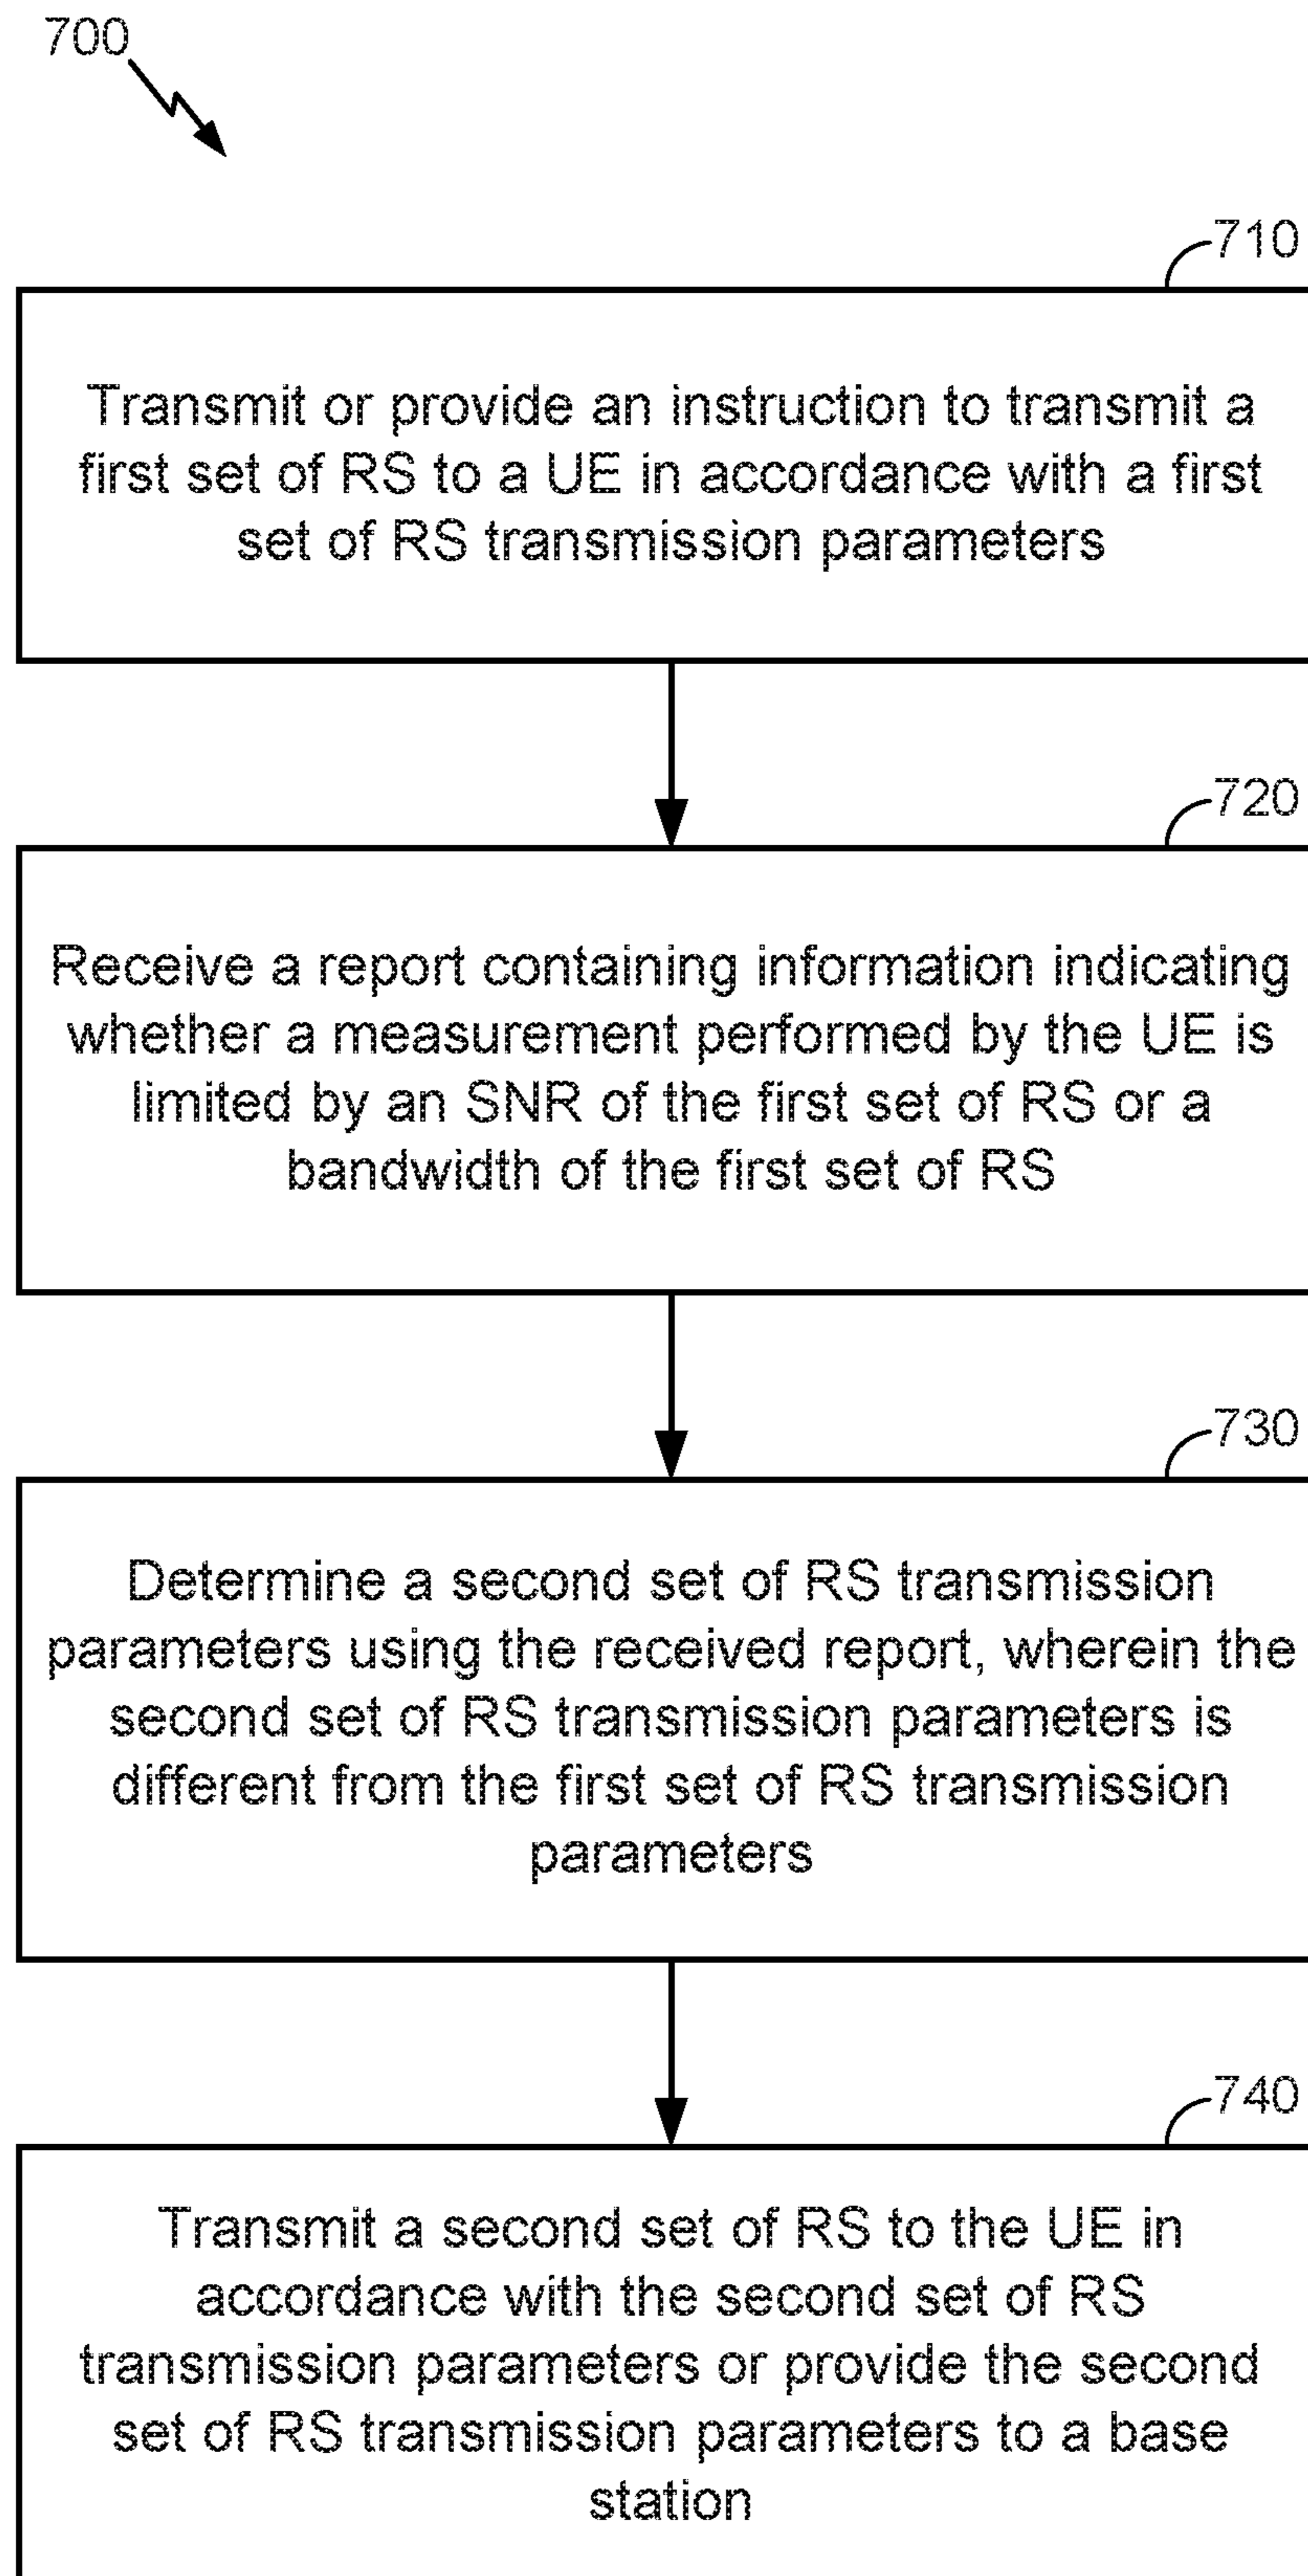 700
710
Transmit or provide an instruction to transmit a
first set of RS to a UE in accordance with a first
set of RS transmission parameters
720
Receive a report containing information indicating
whether a measurement performed by the UE is
limited by an SNR of the first set of RS or a
bandwidth of the first set of RS
730
Determine a second set of RS transmission
parameters using the received report, wherein the
second set of RS transmission parameters is
different from the first set of RS transmission
parameters
740
Transmit a second set of RS to the UE in
accordance with the second set of RS
transmission parameters or provide the second
set of RS transmission parameters to a base
station